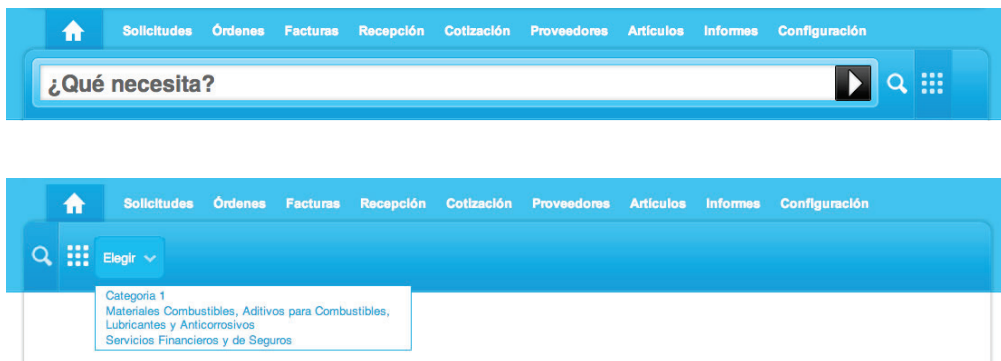 Solicitudes Órdenes Facturas Recepción Cotización Proveedores Artículos Informes Configuración
¿Qué necesita?
Solicitudes Órdenes Facturas Recepción Cotización Proveedores Artículos Informes Configuración
Elegir
Categoria 1
Materiales Combustibles, Aditivos para Combustibles,
Lubricantes y Anticorrosivos
Servicios Financieros y de Seguros